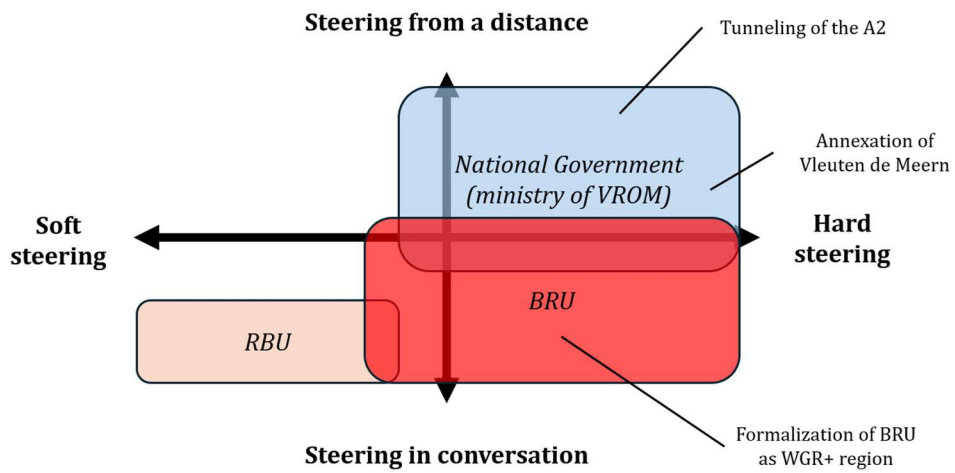 Steering from a distance
Tunneling of the A2
Annexation of
Vleuten de Meern
National Government
(ministry of VROM)
Soft
steering
Hard
steering
BRU
RBU
Formalization of BRU
as WGR+ region
Steering in conversation